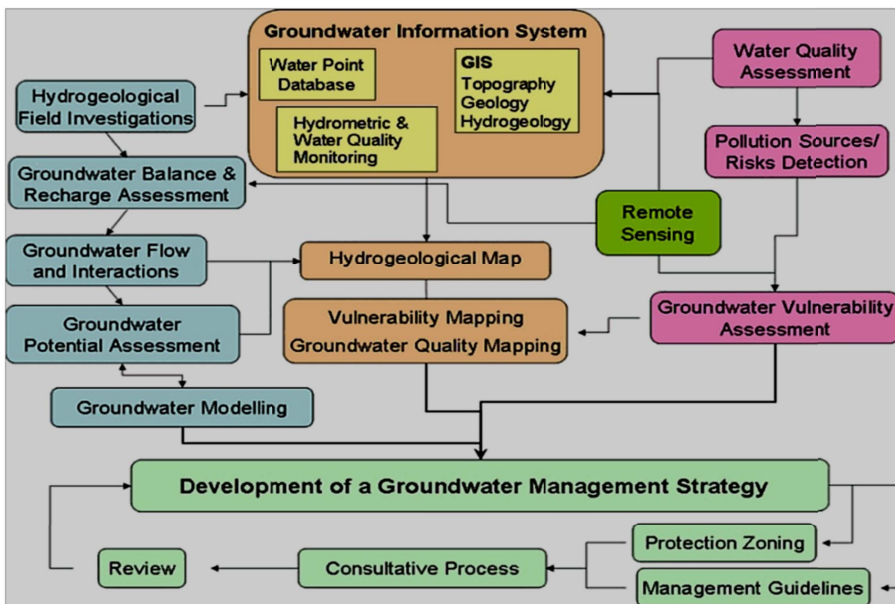 Groundwater Information System
Water Point
Database
GIS
Topography
Geology
Hydrogeology
Hydrometric &
Water Quality
Monitoring
Water Quality
Assessment
Hydrogeological
Field Investigations
Pollution Sources/
Risks Detection
Groundwater Balance &
Recharge Assessment
Remote
Sensing
Groundwater Flow
and Interactions
Hydrogeological Map
Groundwater
Potential Assessment
Vulnerability Mapping
Groundwater Quality Mapping
Groundwater Vulnerability
Assessment
Groundwater Modelling
Development of a Groundwater Management Strategy
Protection Zoning
Review
Consultative Process
Management Guidelines